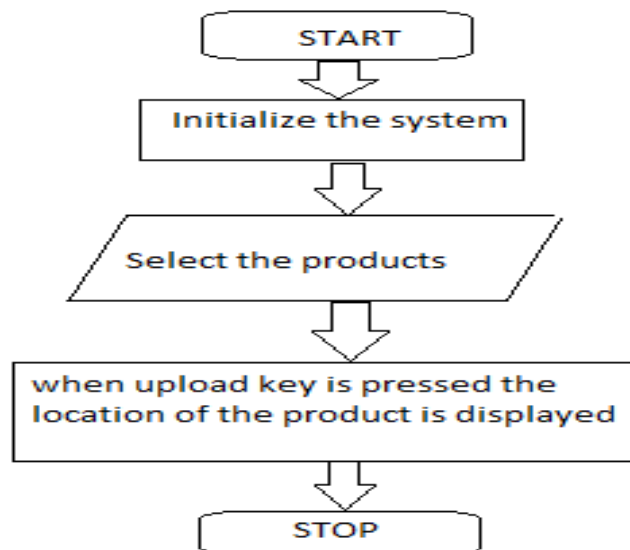 START
Initialize the system
Select the products
when upload key is pressed the
location of the product is displayed
STOP